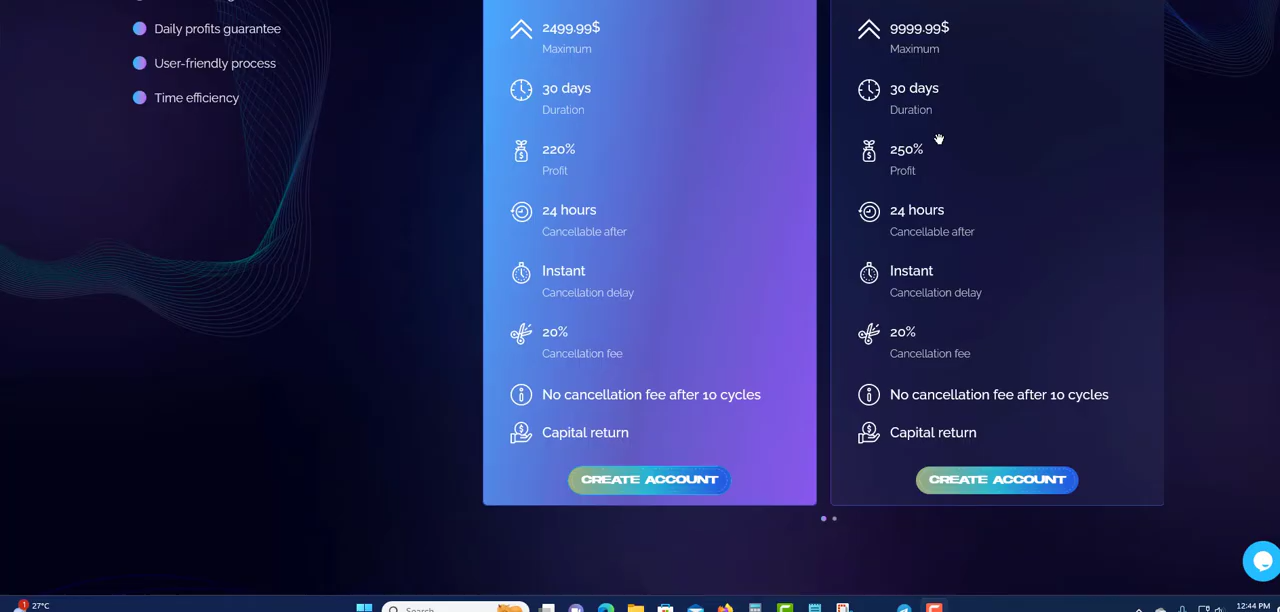 Daily profits guarantee
User-friendly process
Time efficiency
2499.99$
Maximum
30 days
Duration
220%
Profit
24 hours
Cancellable after
Instant
Cancellation delay
20%
Cancellation fee
No cancellation fee after 10 cycles
Capital return
CREATE ACCOUNT
9999.99$
Maximum
30 days
Duration
250%
Profit
24 hours
Cancellable after
Instant
Cancellation delay
20%
Cancellation fee
No cancellation fee after 10 cycles
Capital return
CREATE ACCOUNT
1
27°C
Search
12:44 PM